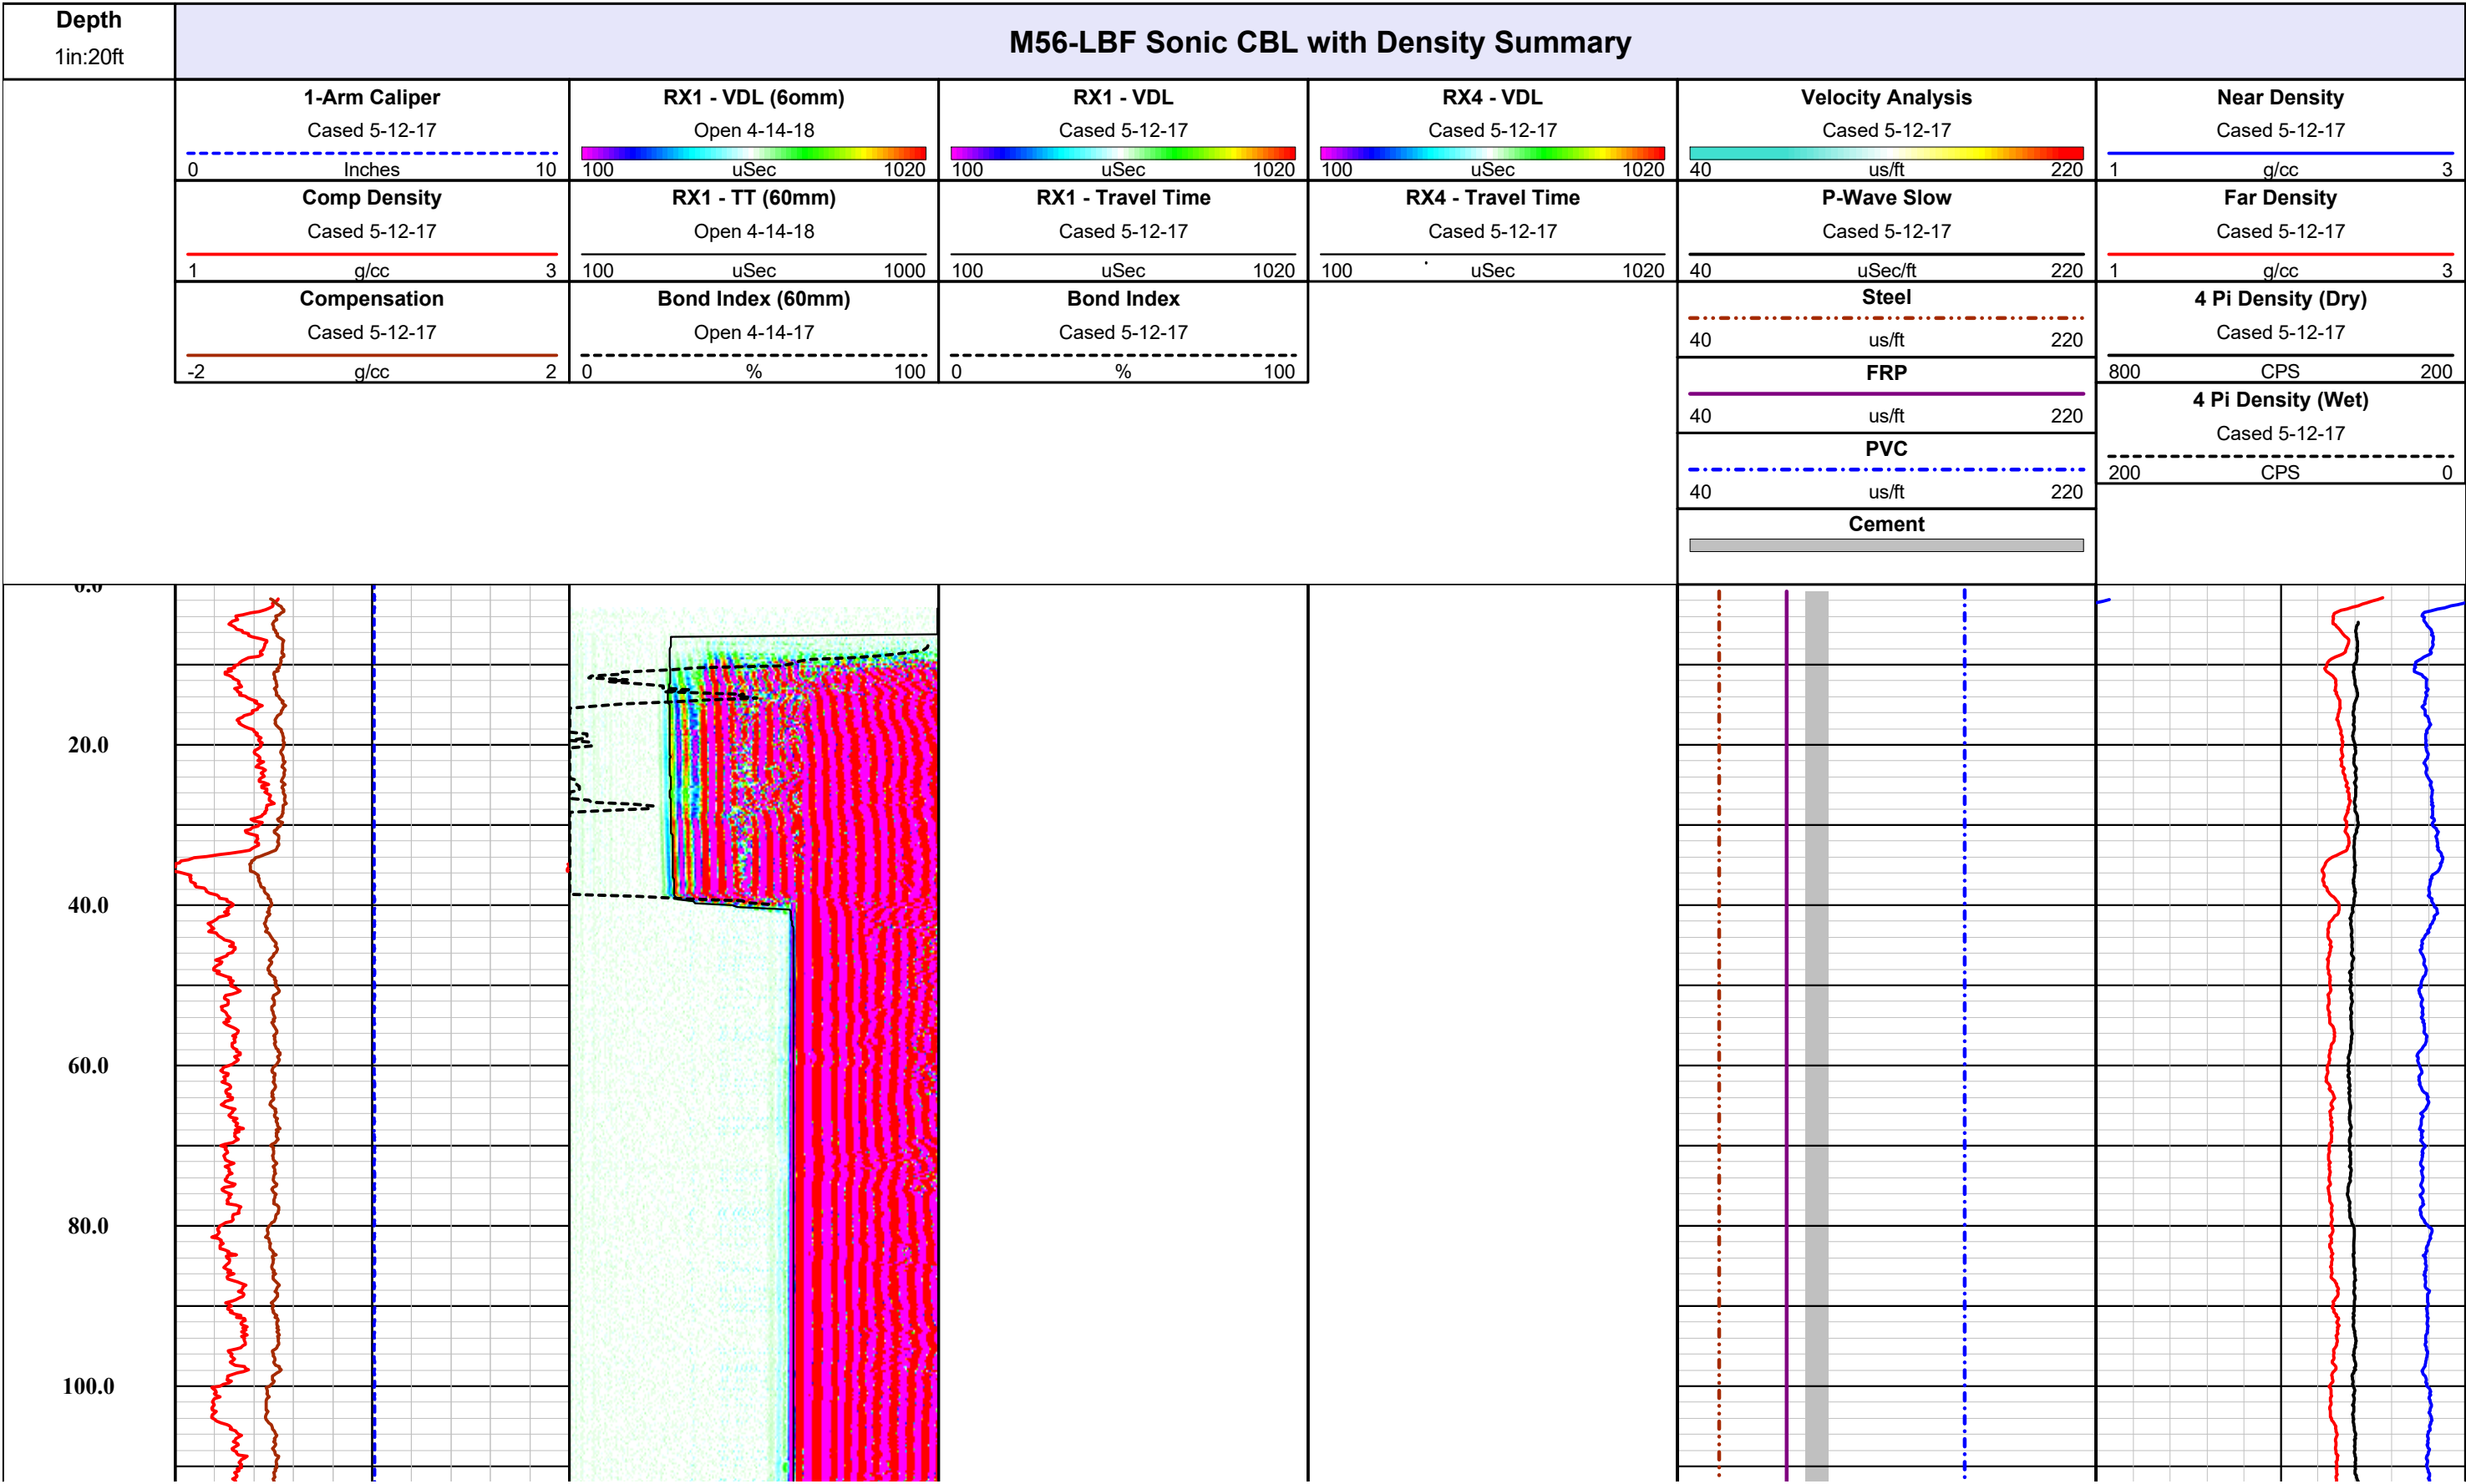 Depth
1in:20ft
M56-LBF Sonic CBL with Density Summary
1-Arm Caliper
Cased 5-12-17
0 Inches 10
Comp Density
Cased 5-12-17
1 g/cc 3
Compensation
Cased 5-12-17
-2 g/cc 2
RX1 - VDL (6omm)
Open 4-14-18
100 uSec 1020
RX1 - TT (60mm)
Open 4-14-18
100 uSec 1000
Bond Index (60mm)
Open 4-14-17
0 % 100
RX1 - VDL
Cased 5-12-17
100 uSec 1020
RX1 - Travel Time
Cased 5-12-17
100 uSec 1020
Bond Index
Cased 5-12-17
0 % 100
RX4 - VDL
Cased 5-12-17
100 uSec 1020
RX4 - Travel Time
Cased 5-12-17
100 uSec 1020
Velocity Analysis
Cased 5-12-17
40 us/ft 220
P-Wave Slow
Cased 5-12-17
40 uSec/ft 220
Steel
40 us/ft 220
FRP
40 us/ft 220
PVC
40 us/ft 220
Cement
Near Density
Cased 5-12-17
1 g/cc 3
Far Density
Cased 5-12-17
1 g/cc 3
4 Pi Density (Dry)
Cased 5-12-17
800 CPS 200
4 Pi Density (Wet)
Cased 5-12-17
200 CPS 0
0.0
20.0
40.0
60.0
80.0
100.0